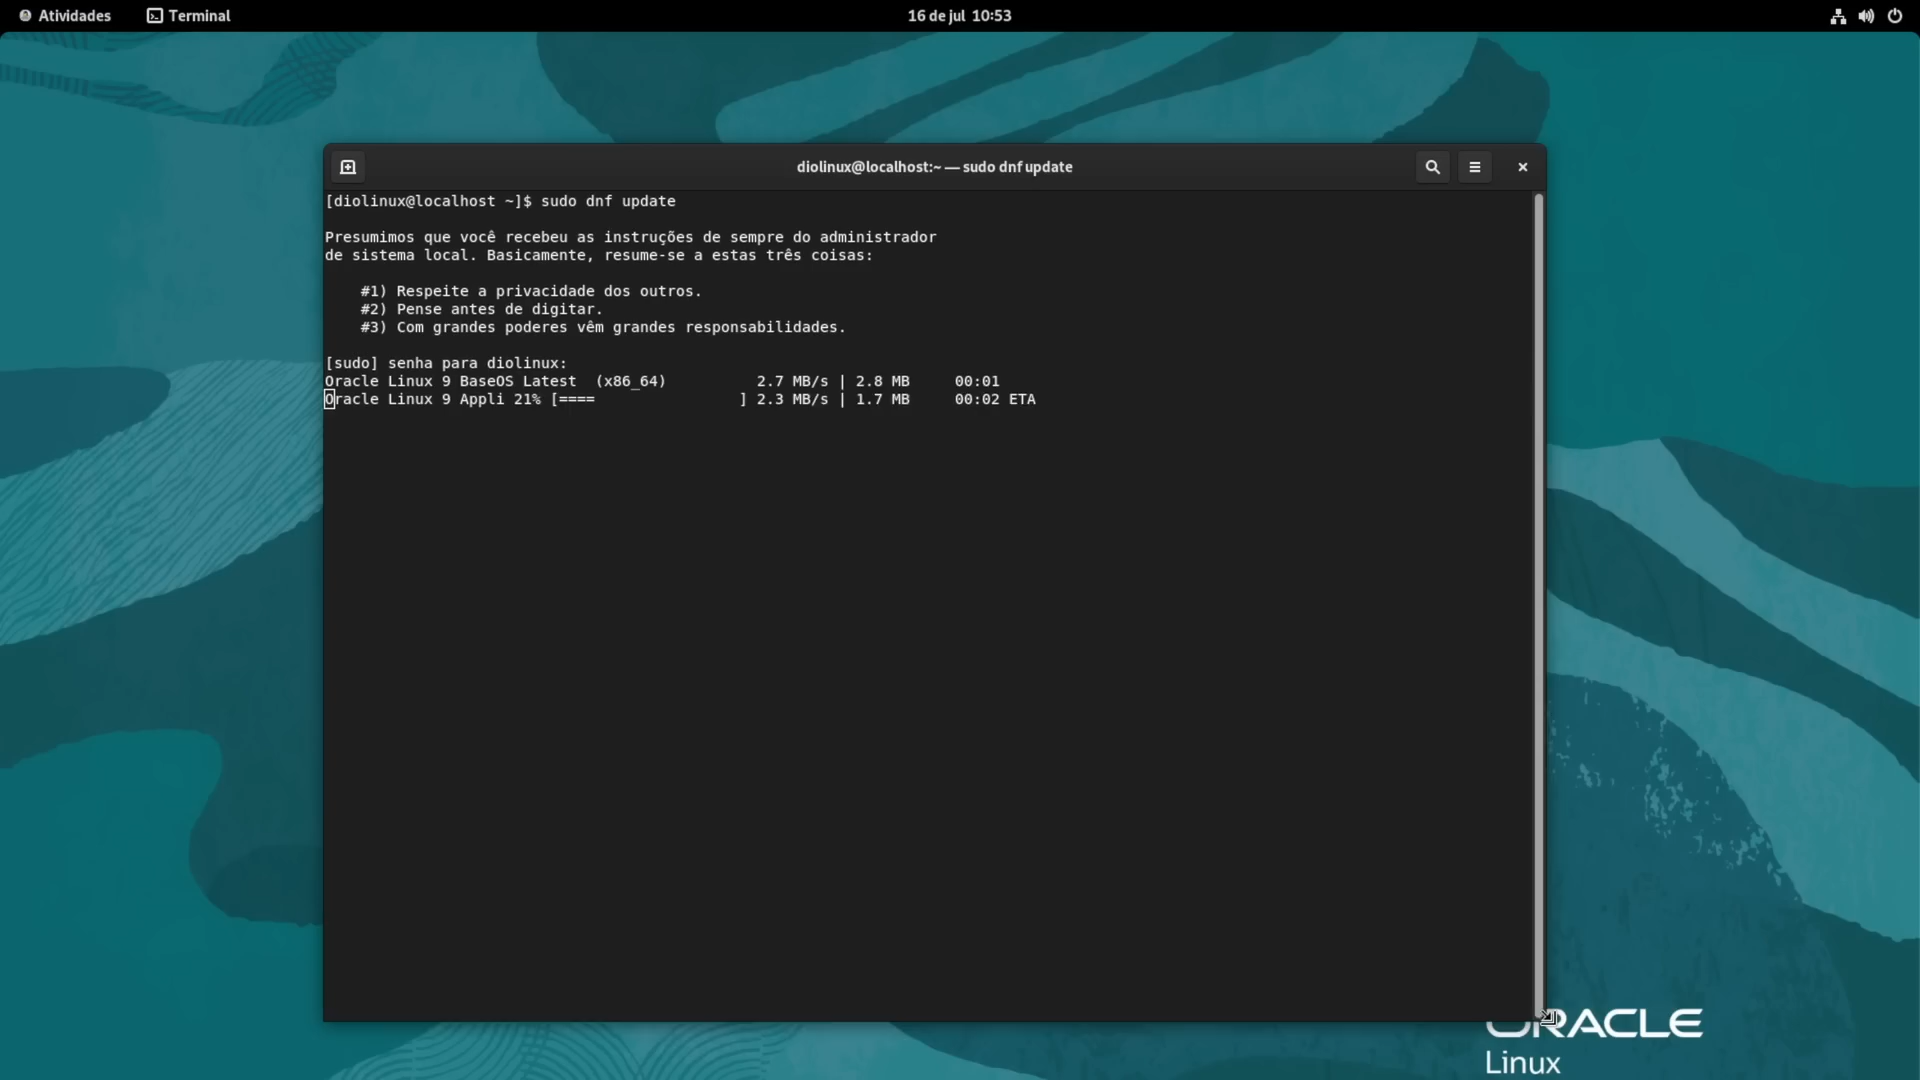 Atividades Terminal 16 de jul 10:53
diolinux@localhost:~ — sudo dnf update
[diolinux@localhost ~]$ sudo dnf update
Presumimos que você recebeu as instruções de sempre do administrador
de sistema local. Basicamente, resume-se a estas três coisas:
#1) Respeite a privacidade dos outros.
#2) Pense antes de digitar.
#3) Com grandes poderes vêm grandes responsabilidades.
[sudo] senha para diolinux:
Oracle Linux 9 BaseOS Latest (x86_64) 2.7 MB/s | 2.8 MB 00:01
Oracle Linux 9 Appli 21% [==== ] 2.3 MB/s | 1.7 MB 00:02 ETA
ORACLE
Linux